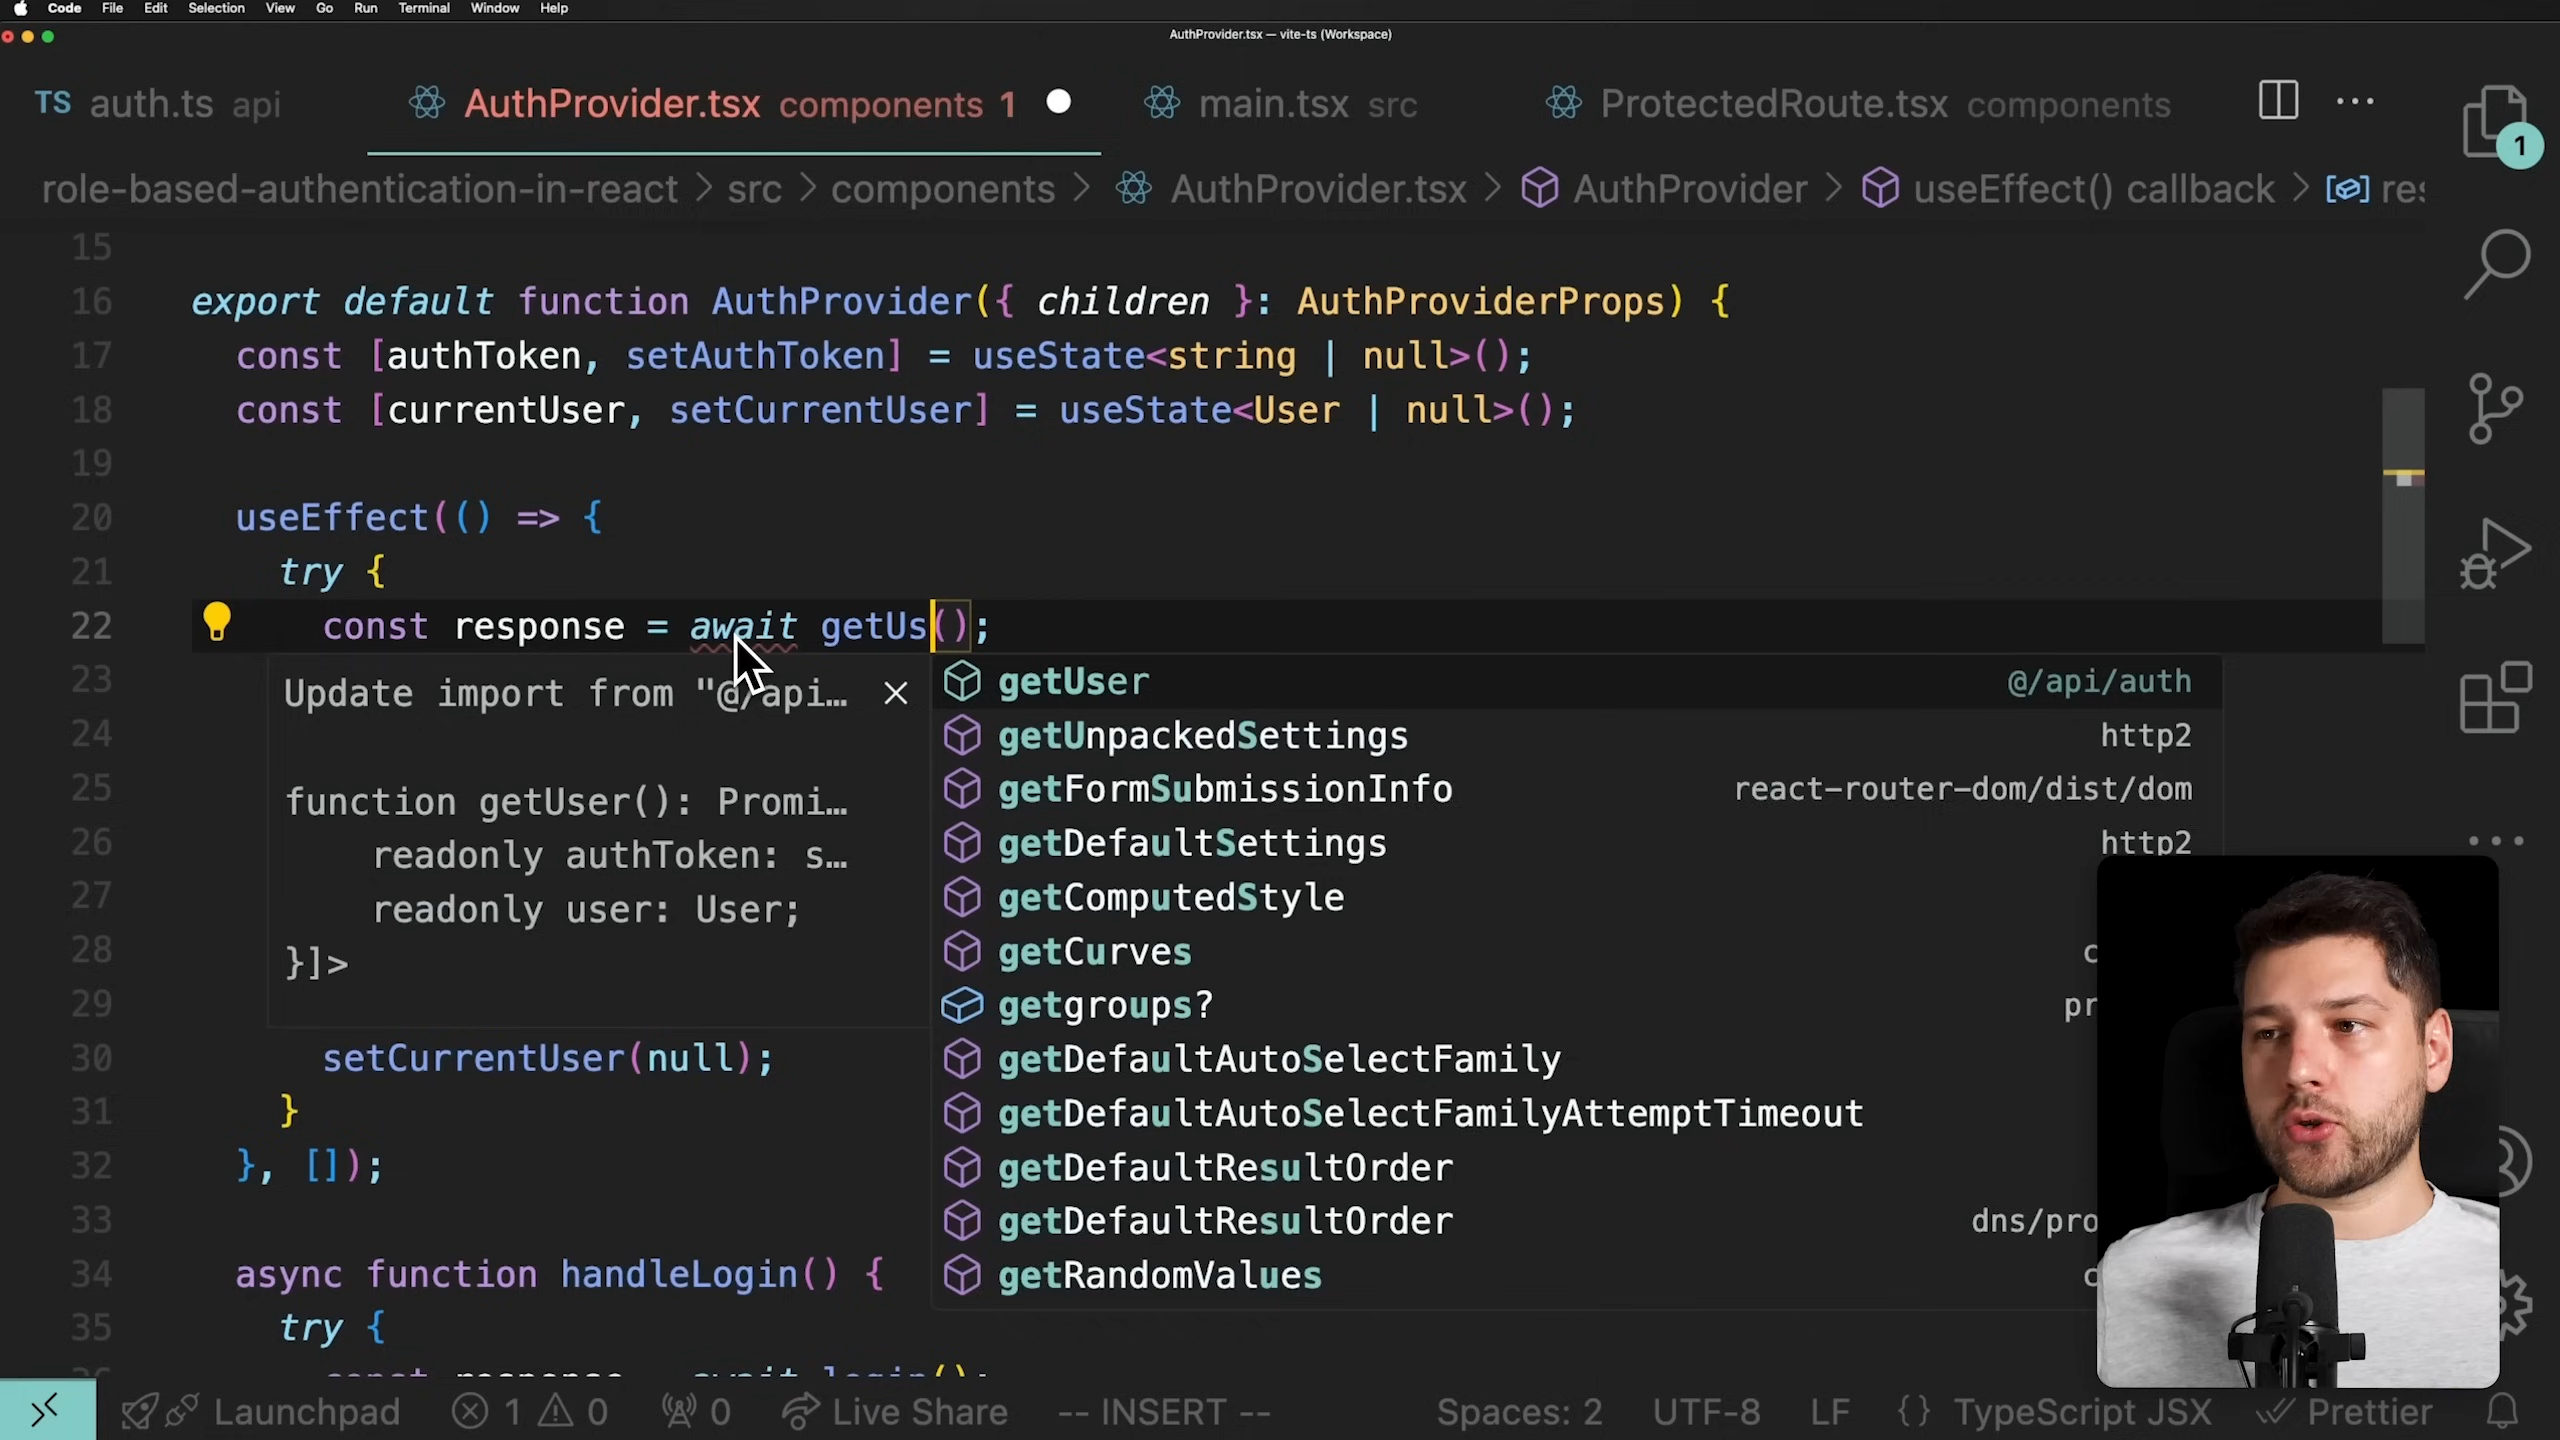 Code File Edit Selection View Go Run Terminal Window Help
AuthProvider.tsx — vite-ts (Workspace)
TS auth.ts api
AuthProvider.tsx components 1
main.tsx src
ProtectedRoute.tsx components
1
role-based-authentication-in-react > src > components > AuthProvider.tsx > AuthProvider > useEffect() callback > res
15
16 export default function AuthProvider({ children }: AuthProviderProps) {
17 const [authToken, setAuthToken] = useState<string | null>();
18 const [currentUser, setCurrentUser] = useState<User | null>();
19
20 useEffect(() => {
21 try {
22 const response = await getUs();
23
24
25
26
27
28
29
30 setCurrentUser(null);
31 }
32 }, []);
33
34 async function handleLogin() {
35 try {
const response = await login();
Update import from "@/api…
function getUser(): Promi…
readonly authToken: s…
readonly user: User;
}]>
getUser @/api/auth
getUnpackedSettings http2
getFormSubmissionInfo react-router-dom/dist/dom
getDefaultSettings http2
getComputedStyle
getCurves c
getgroups? pr
getDefaultAutoSelectFamily
getDefaultAutoSelectFamilyAttemptTimeout
getDefaultResultOrder
getDefaultResultOrder dns/pro
getRandomValues c
Launchpad 1 0 0 Live Share -- INSERT -- Spaces: 2 UTF-8 LF {} TypeScript JSX Prettier